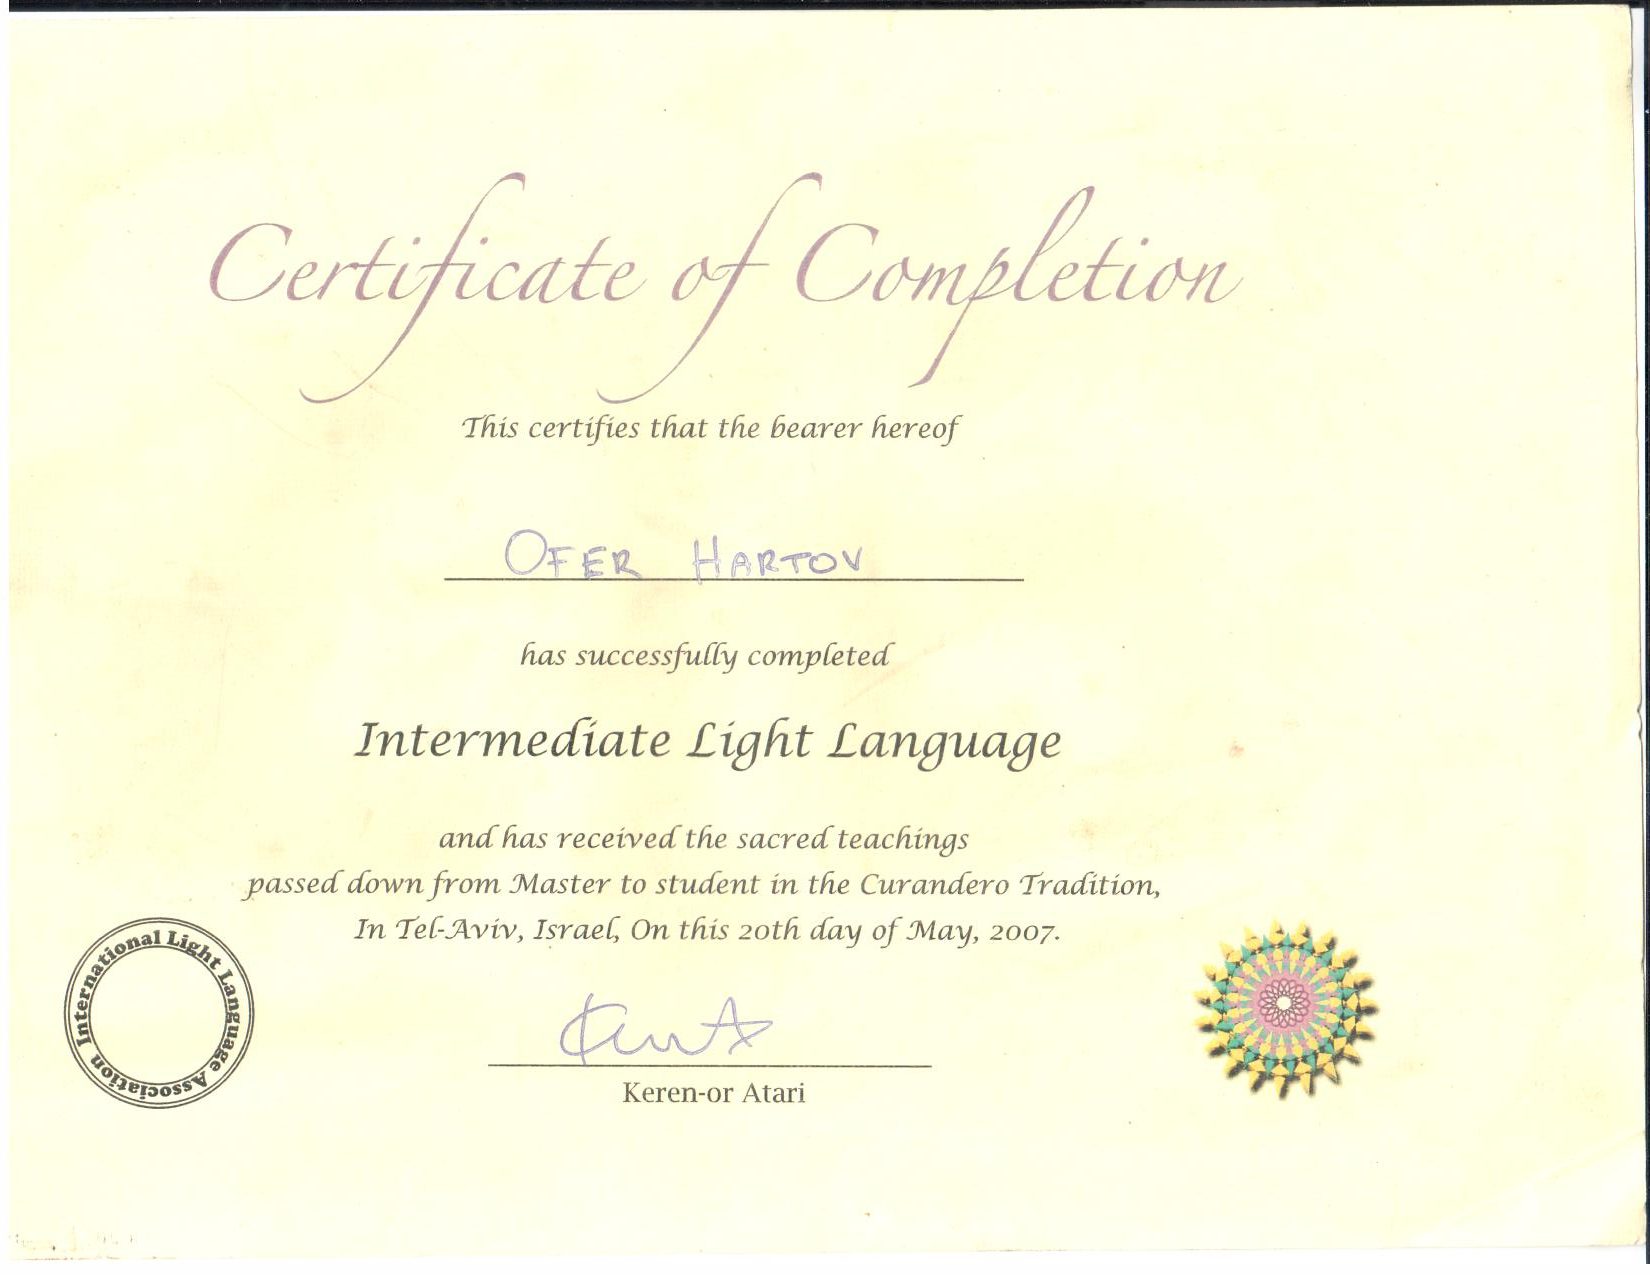 Certificate of Completion
This certifies that the bearer hereof
OFER HARTOV
has successfully completed
Intermediate Light Language
and has received the sacred teachings
passed down from Master to student in the Curandero Tradition,
In Tel-Aviv, Israel, On this 20th day of May, 2007.
International Light Language Association
Keren-or Atari